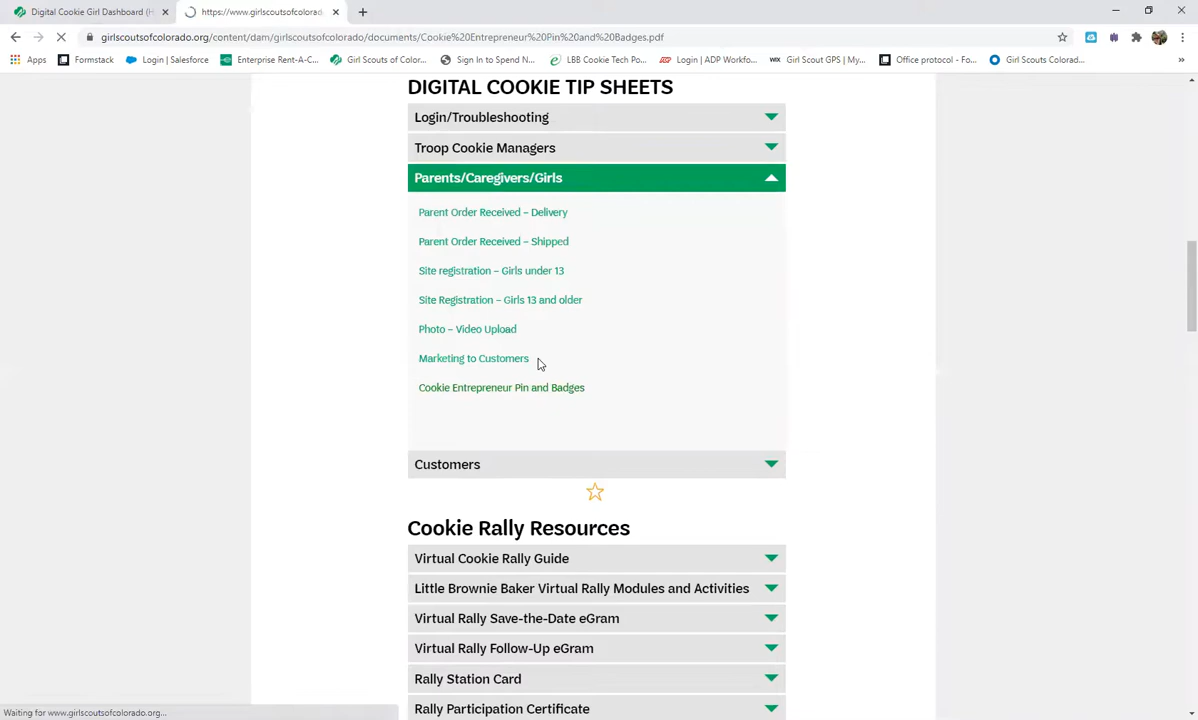 Digital Cookie Girl Dashboard (H
https://www.girlscoutsofcolorad
girlscoutsofcolorado.org/content/dam/girlscoutsofcolorado/documents/Cookie%20Entrepreneur%20Pin%20and%20Badges.pdf
Apps
Formstack
Login | Salesforce
Enterprise Rent-A-C...
Girl Scouts of Color...
Sign In to Spend N...
LBB Cookie Tech Po...
Login | ADP Workfo...
WIX
Girl Scout GPS | My...
Office protocol - Fo...
Girl Scouts Colorad...
DIGITAL COOKIE TIP SHEETS
Login/Troubleshooting
Troop Cookie Managers
Parents/Caregivers/Girls
Parent Order Received – Delivery
Parent Order Received – Shipped
Site registration – Girls under 13
Site Registration – Girls 13 and older
Photo – Video Upload
Marketing to Customers
Cookie Entrepreneur Pin and Badges
Customers
Cookie Rally Resources
Virtual Cookie Rally Guide
Little Brownie Baker Virtual Rally Modules and Activities
Virtual Rally Save-the-Date eGram
Virtual Rally Follow-Up eGram
Rally Station Card
Rally Participation Certificate
Waiting for www.girlscoutsofcolorado.org...